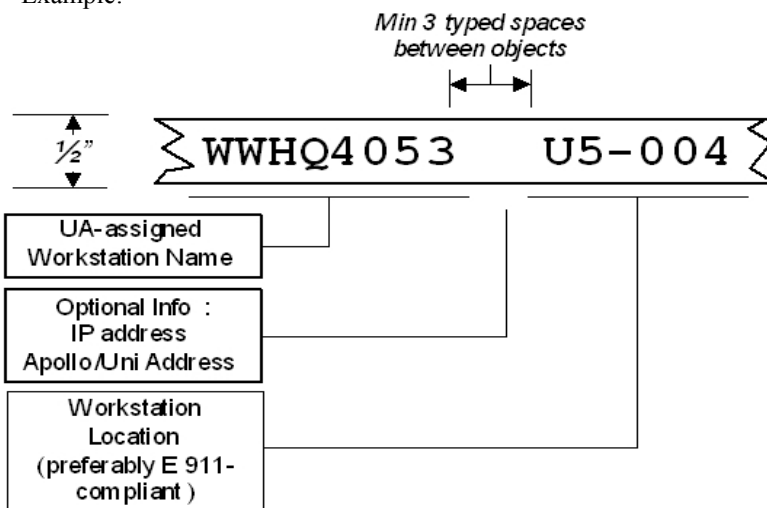 Example:
Min 3 typed spaces
between objects
½”
WWHQ4053 U5-004
UA-assigned
Workstation Name
Optional Info :
IP address
Apollo/Uni Address
Workstation
Location
(preferably E 911-
compliant )